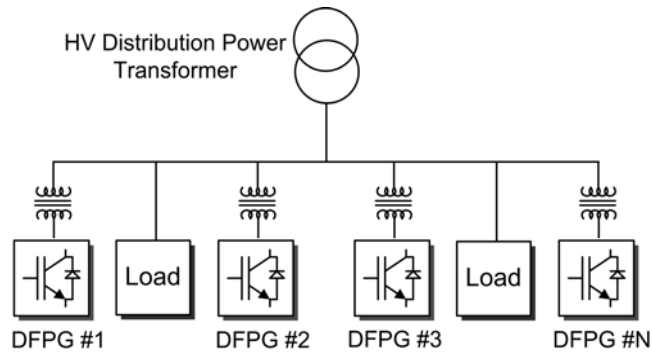 HV Distribution Power
Transformer
Load
Load
DFPG #1
DFPG #2
DFPG #3
DFPG #N